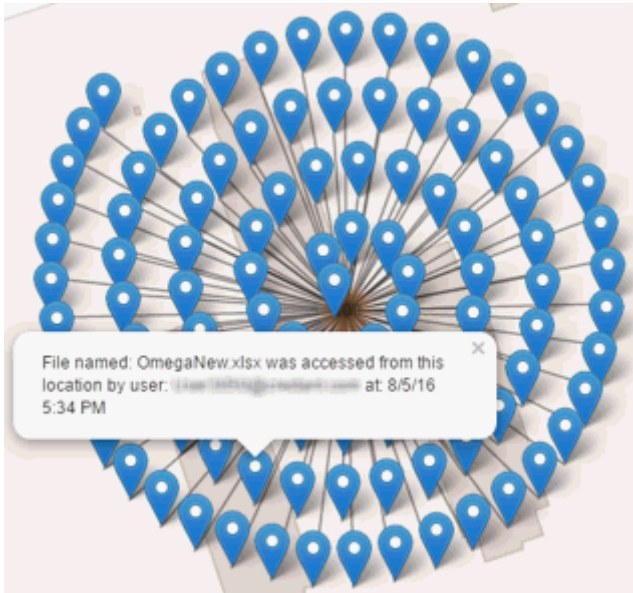 File named: OmegaNew.xlsx was accessed from this
location by user: at: 8/5/16
5:34 PM